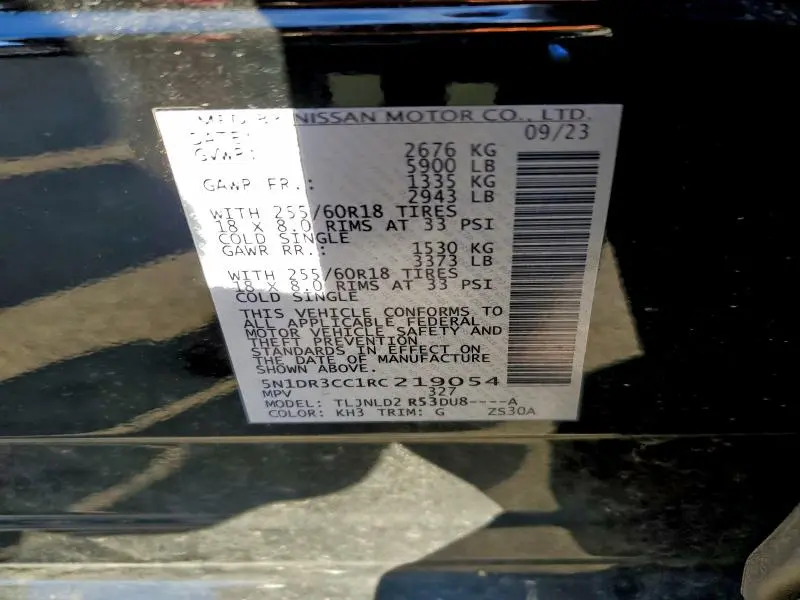 MFD BY NISSAN MOTOR CO., LTD.
DATE: 09/23
GVWR: 2676 KG
5900 LB
GAWR FR.: 1335 KG
2943 LB
WITH 255/60R18 TIRES
18 X 8.0 RIMS AT 33 PSI
COLD SINGLE
GAWR RR.: 1530 KG
3373 LB
WITH 255/60R18 TIRES
18 X 8.0 RIMS AT 33 PSI
COLD SINGLE
THIS VEHICLE CONFORMS TO
ALL APPLICABLE FEDERAL
MOTOR VEHICLE SAFETY AND
THEFT PREVENTION
STANDARDS IN EFFECT ON
THE DATE OF MANUFACTURE
SHOWN ABOVE.
5N1DR3CC1RC219054
MPV 327
MODEL: TLJNLD2 R53DU8----A
COLOR: KH3 TRIM: G ZS30A